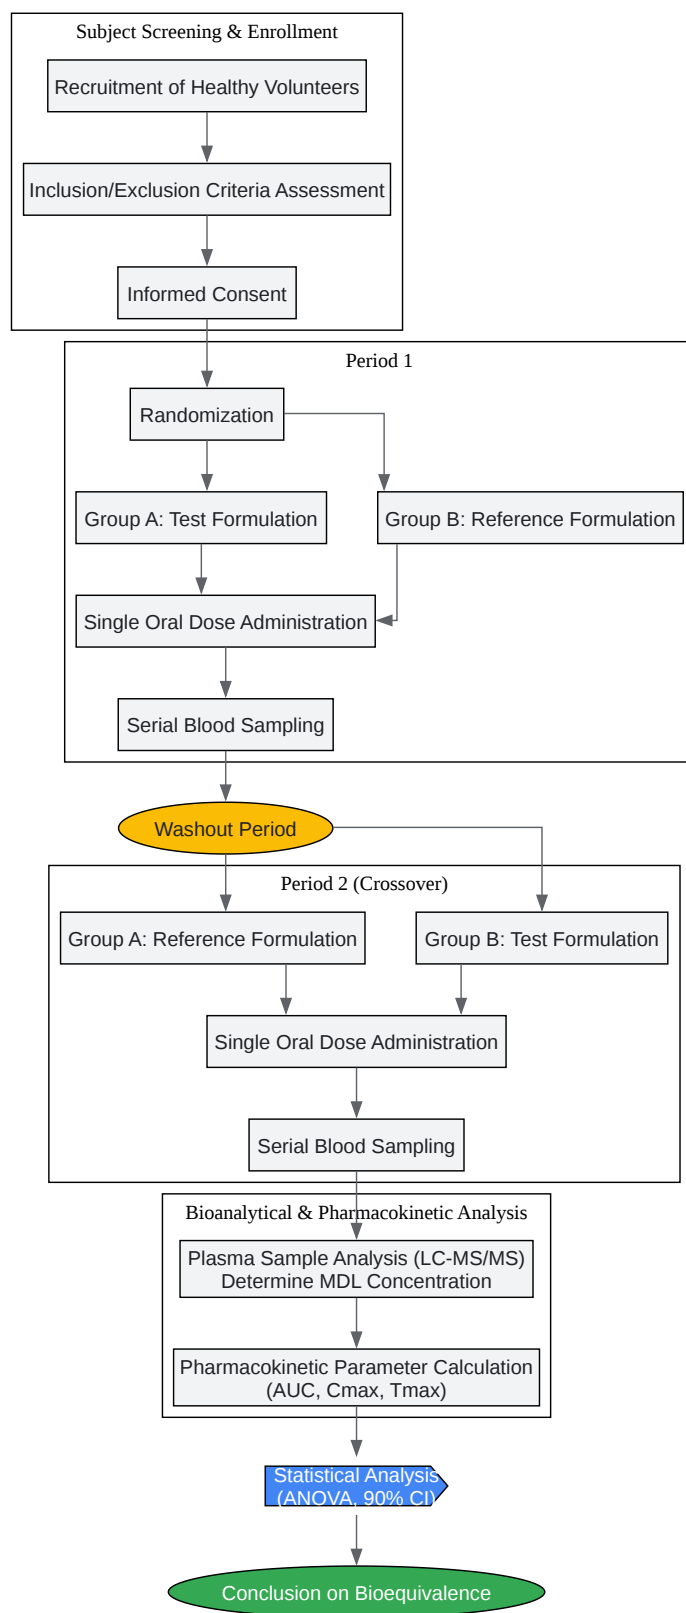 Subject Screening & Enrollment
Recruitment of Healthy Volunteers
Inclusion/Exclusion Criteria Assessment
Informed Consent
Period 1
Randomization
Group A: Test Formulation
Group B: Reference Formulation
Single Oral Dose Administration
Serial Blood Sampling
Washout Period
Period 2 (Crossover)
Group A: Reference Formulation
Group B: Test Formulation
Single Oral Dose Administration
Serial Blood Sampling
Bioanalytical & Pharmacokinetic Analysis
Plasma Sample Analysis (LC-MS/MS)
Determine MDL Concentration
Pharmacokinetic Parameter Calculation
(AUC, Cmax, Tmax)
Statistical Analysis
(ANOVA, 90% CI)
Conclusion on Bioequivalence